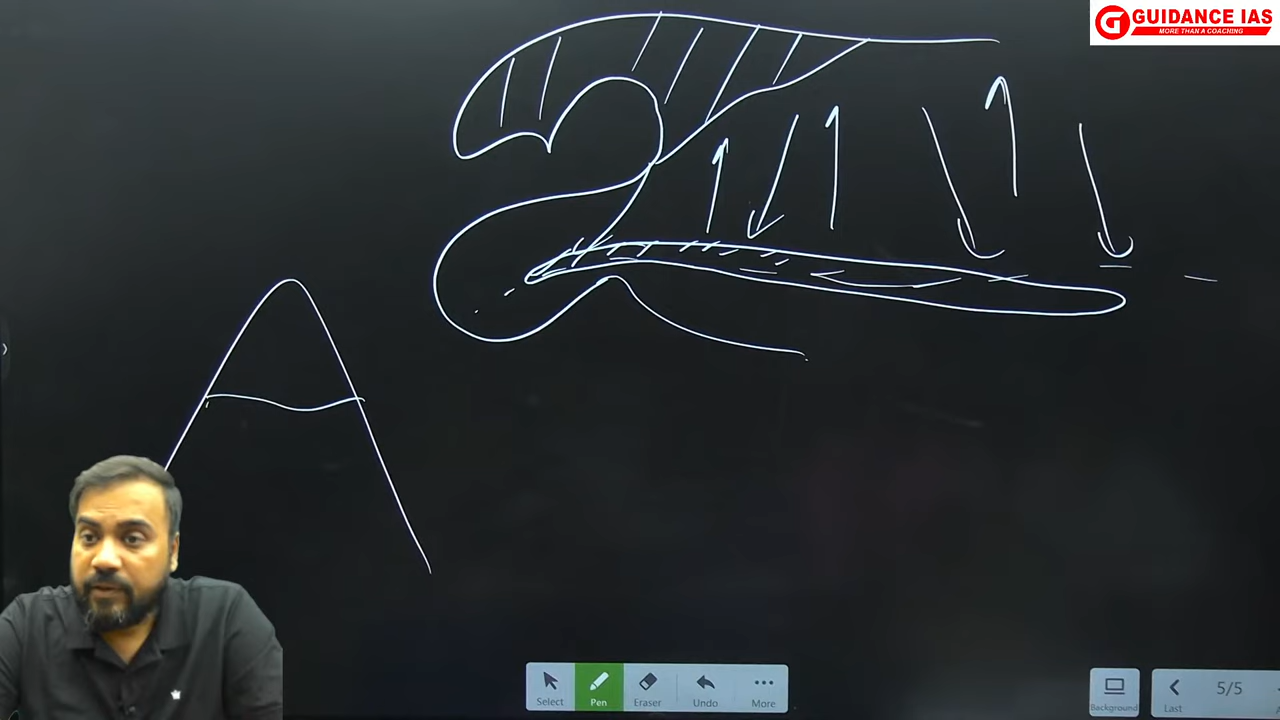 GUIDANCE IAS
MORE THAN A COACHING
Select
Pen
Eraser
Undo
More
Background
Last
5/5